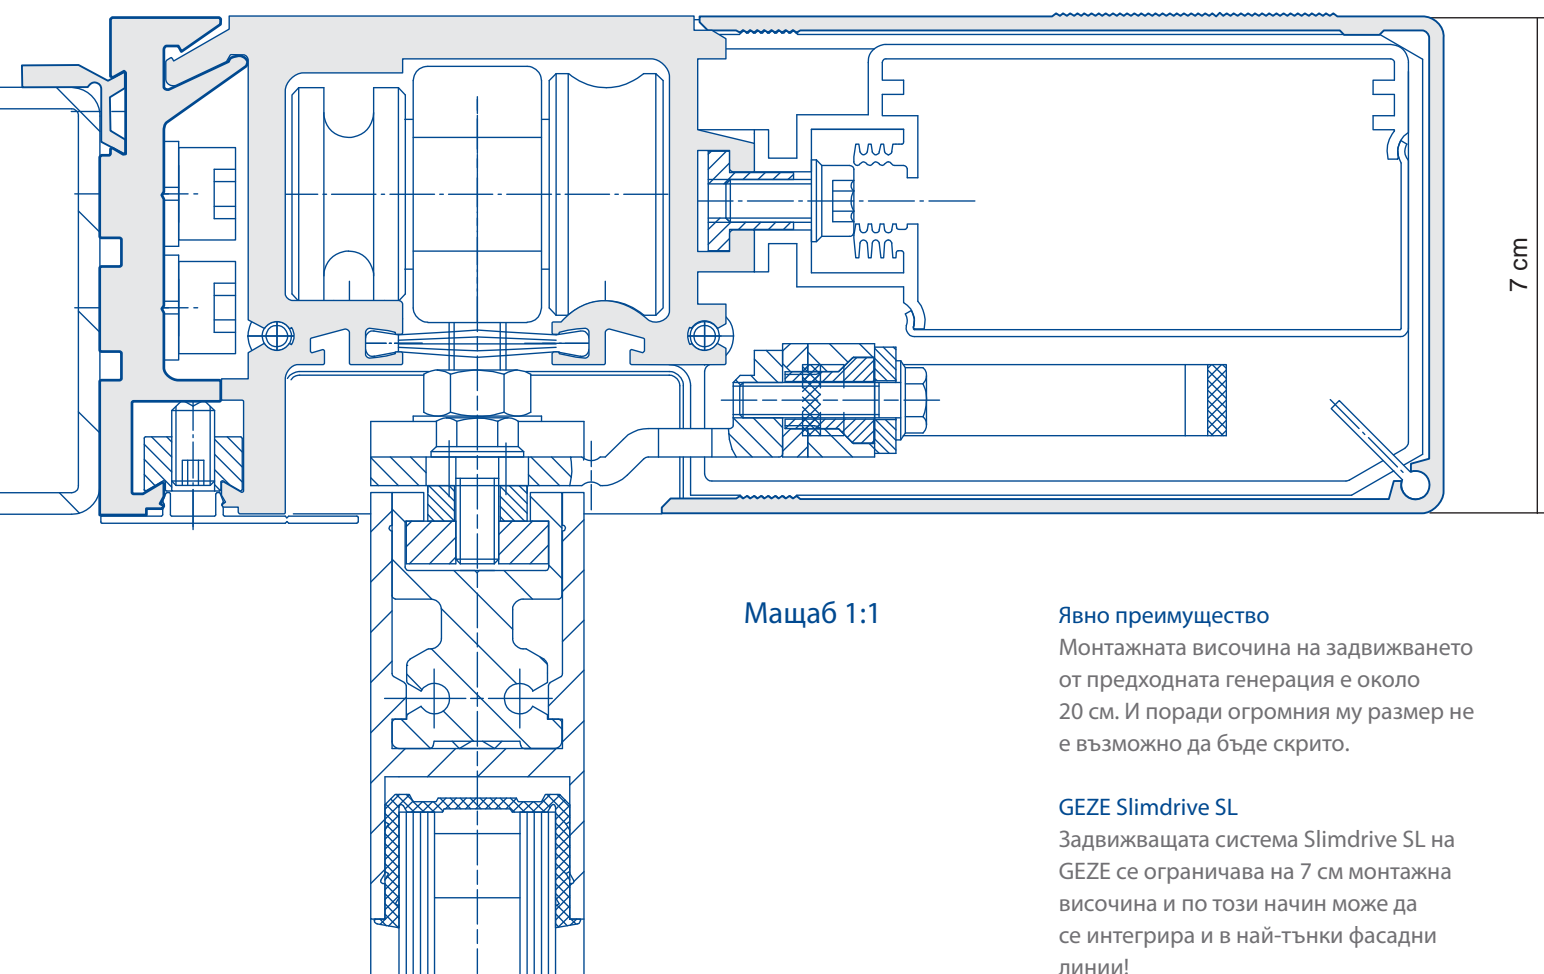 7 cm
Мащаб 1:1
Явно преимущество
Монтажната височина на задвижването
от предходната генерация е около
20 см. И поради огромния му размер не
е възможно да бъде скрито.
GEZE Slimdrive SL
Задвижващата система Slimdrive SL на
GEZE се ограничава на 7 см монтажна
височина и по този начин може да
се интегрира и в най-тънки фасадни
линии!